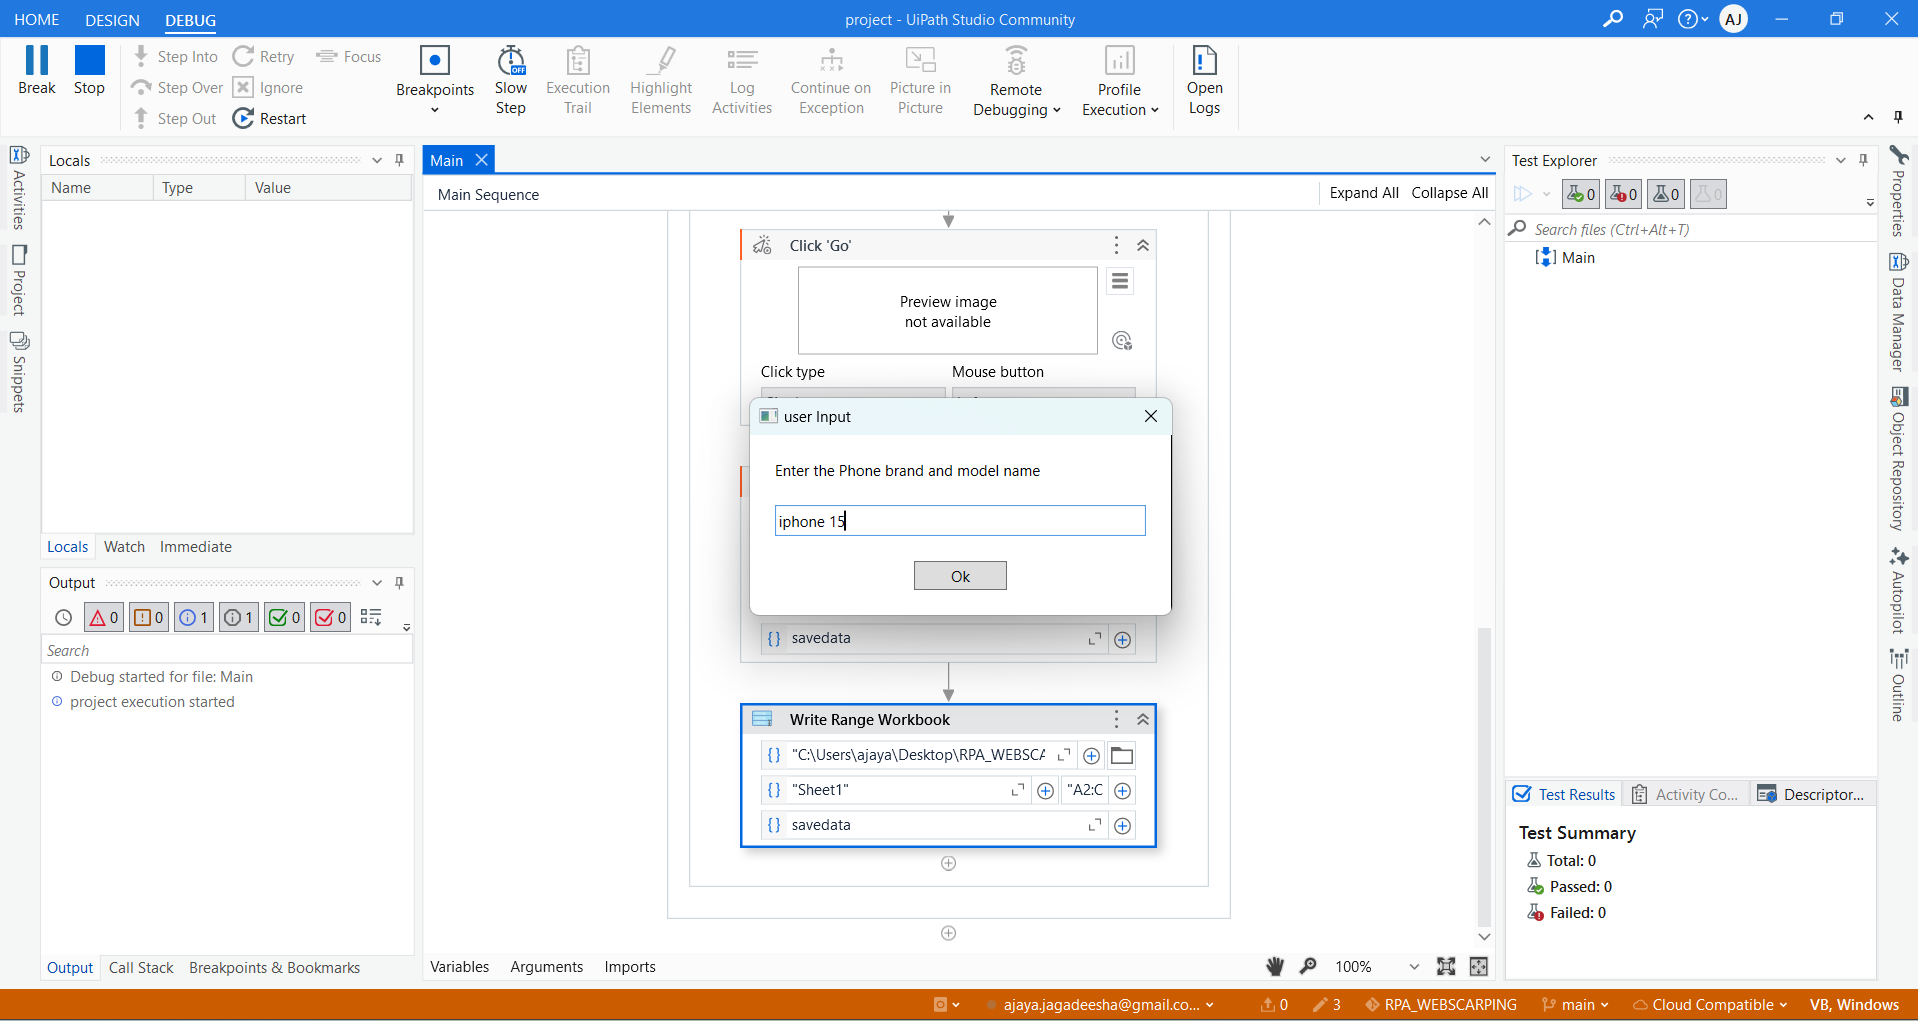 HOME DESIGN DEBUG
project - UiPath Studio Community
AJ
Break
Stop
Step Into
Step Over
Step Out
Retry
Ignore
Restart
Focus
Breakpoints
OFF
Slow Step
Execution Trail
Highlight Elements
Log Activities
Continue on Exception
Picture in Picture
Remote Debugging
Profile Execution
Open Logs
Activities
Project
Snippets
Locals
Name Type Value
Locals Watch Immediate
Output
0 0 1 1 0 0
Search
Debug started for file: Main
project execution started
Output Call Stack Breakpoints & Bookmarks
Main
Main Sequence
Expand All Collapse All
Click 'Go'
Preview image
not available
Click type Mouse button
user Input
Enter the Phone brand and model name
iphone 15
Ok
{} savedata
Write Range Workbook
{} "C:\Users\ajaya\Desktop\RPA_WEBSCA
{} "Sheet1" "A2:C
{} savedata
Variables Arguments Imports
100%
Test Explorer
0 0 0 0
Search files (Ctrl+Alt+T)
Main
Test Results Activity Co... Descriptor...
Test Summary
Total: 0
Passed: 0
Failed: 0
Properties
Data Manager
Object Repository
Autopilot
Outline
ajaya.jagadeesha@gmail.co... 0 3 RPA_WEBSCARPING main Cloud Compatible VB, Windows